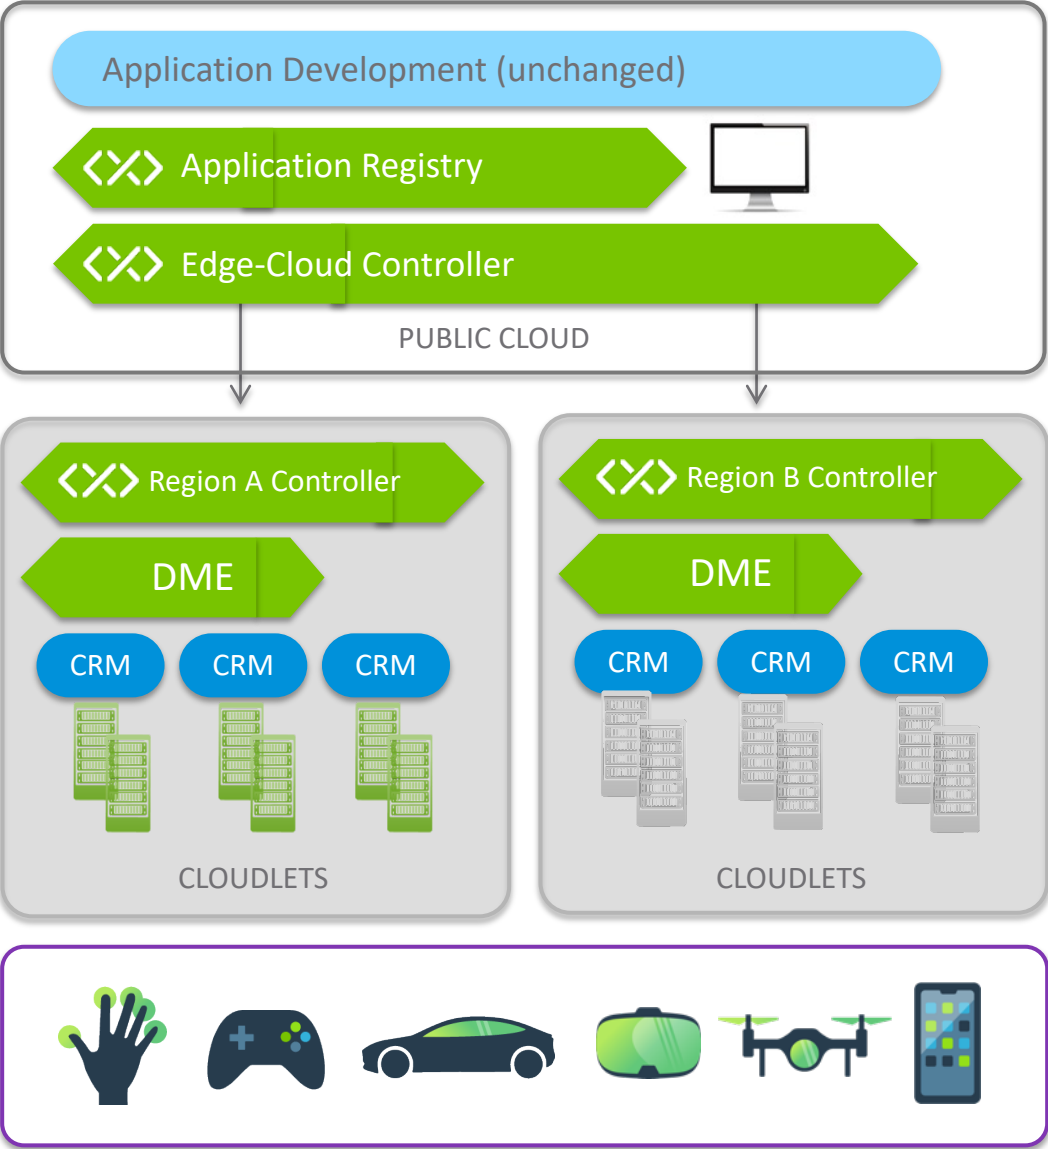 Application Development (unchanged)
Application Registry
Edge-Cloud Controller
PUBLIC CLOUD
Region A Controller
DME
CRM CRM CRM
CLOUDLETS
Region B Controller
DME
CRM CRM CRM
CLOUDLETS